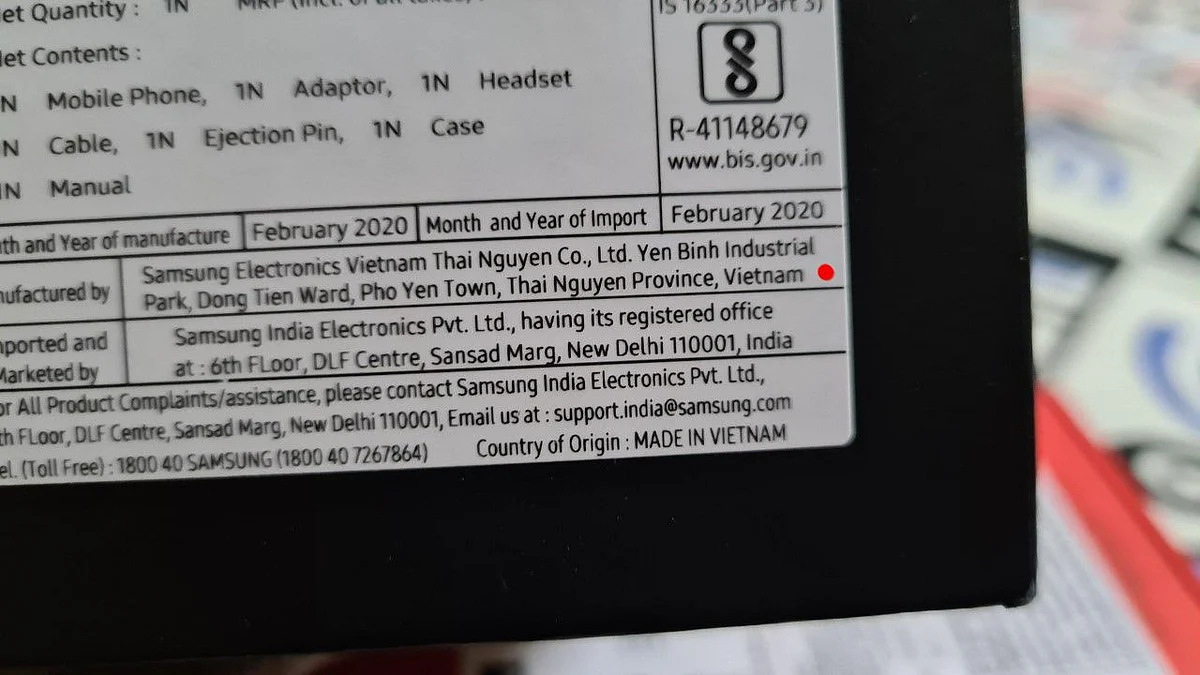 et Quantity : 1N
IS 16333(Part 3)
et Contents :
N Mobile Phone, 1N Adaptor, 1N Headset
N Cable, 1N Ejection Pin, 1N Case
1N Manual
R-41148679
www.bis.gov.in
th and Year of manufacture February 2020 Month and Year of Import February 2020
nufactured by
Samsung Electronics Vietnam Thai Nguyen Co., Ltd. Yen Binh Industrial
Park, Dong Tien Ward, Pho Yen Town, Thai Nguyen Province, Vietnam
ported and
Marketed by
Samsung India Electronics Pvt. Ltd., having its registered office
at : 6th FLoor, DLF Centre, Sansad Marg, New Delhi 110001, India
or All Product Complaints/assistance, please contact Samsung India Electronics Pvt. Ltd.,
th FLoor, DLF Centre, Sansad Marg, New Delhi 110001, Email us at : support.india@samsung.com
el. (Toll Free) : 1800 40 SAMSUNG (1800 40 7267864) Country of Origin : MADE IN VIETNAM